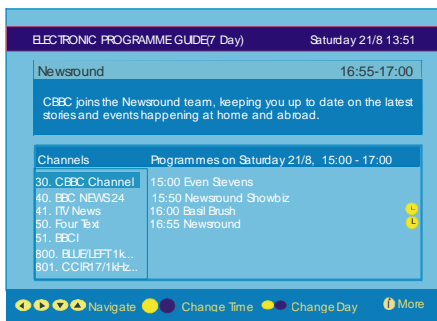 ELECTRONIC PROGRAMME GUIDE(7 Day) Saturday 21/8 13:51
Newsround 16:55-17:00
CBBC joins the Newsround team, keeping you up to date on the latest
stories and events happening at home and abroad.
Channels Programmes on Saturday 21/8, 15:00 - 17:00
30. CBBC Channel 15:00 Even Stevens
40. BBC NEWS 24 15:50 Newsround Showbiz
41. ITV News 16:00 Basil Brush
50. Four Text 16:55 Newsround
51. BBCI
800. BLUE/LEFT 1k...
801. CCIR17/1kHz...
Navigate Change Time Change Day i More